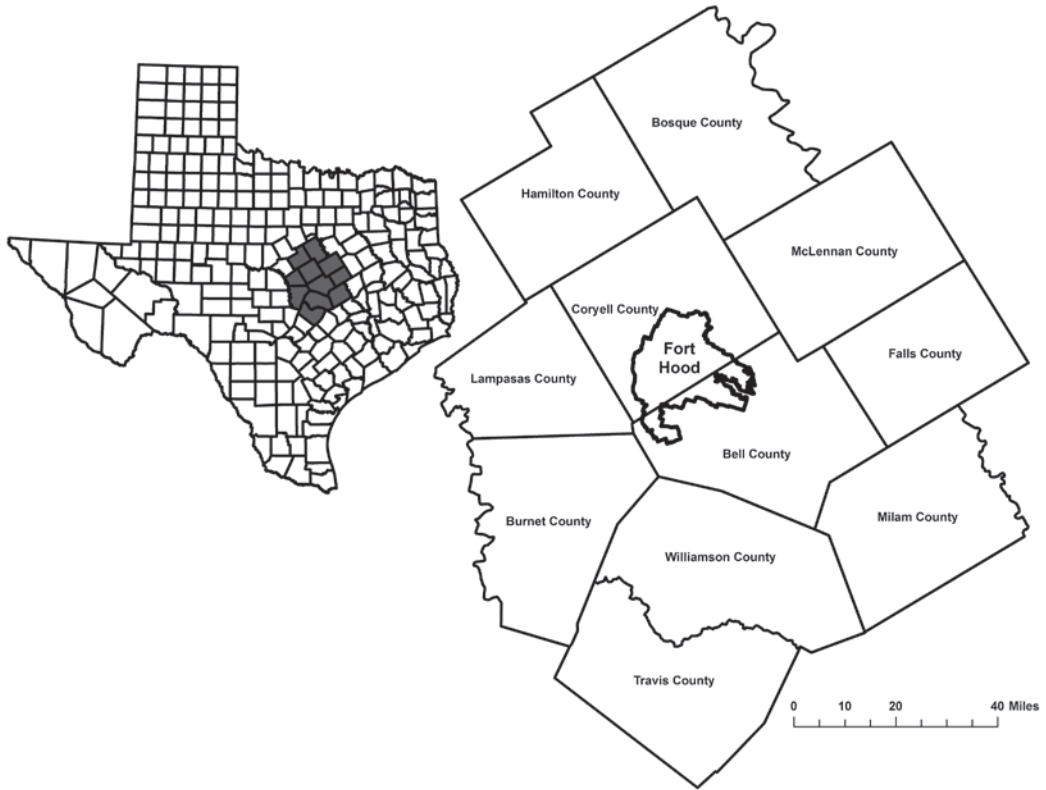 Bosque County
Hamilton County
McLennan County
Coryell County
Fort
Hood
Falls County
Lampasas County
Bell County
Burnet County
Milam County
Williamson County
Travis County
0 10 20 40 Miles